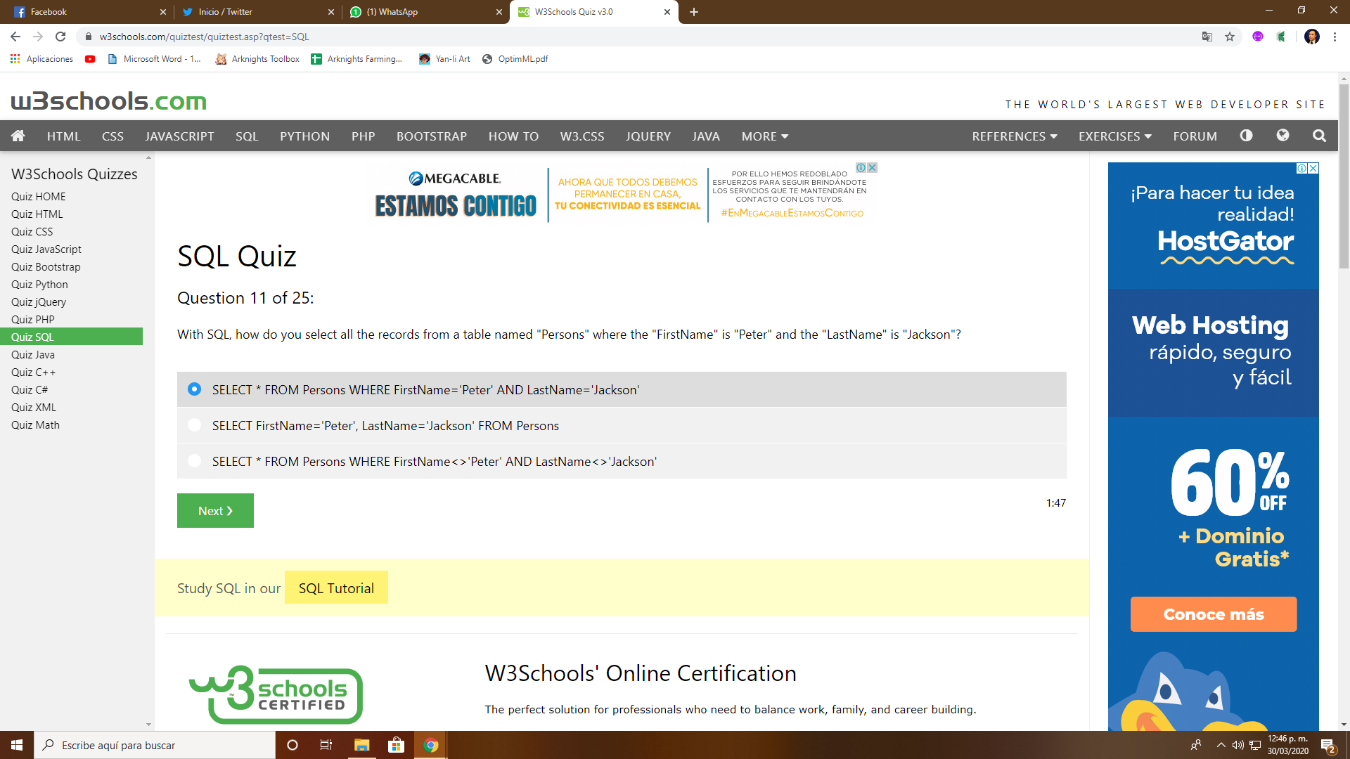 Facebook
Inicio / Twitter
(1) WhatsApp
W3Schools Quiz v3.0
w3schools.com/quiztest/quiztest.asp?qtest=SQL
Aplicaciones
Microsoft Word - 1...
Arknights Toolbox
Arknights Farming...
Yan-li Art
OptimML.pdf
w3schools.com
THE WORLD'S LARGEST WEB DEVELOPER SITE
HTML CSS JAVASCRIPT SQL PYTHON PHP BOOTSTRAP HOW TO W3.CSS JQUERY JAVA MORE REFERENCES EXERCISES FORUM
W3Schools Quizzes
Quiz HOME
Quiz HTML
Quiz CSS
Quiz JavaScript
Quiz Bootstrap
Quiz Python
Quiz jQuery
Quiz PHP
Quiz SQL
Quiz Java
Quiz C++
Quiz C#
Quiz XML
Quiz Math
MEGACABLE
ESTAMOS CONTIGO
AHORA QUE TODOS DEBEMOS
PERMANECER EN CASA,
TU CONECTIVIDAD ES ESENCIAL
POR ELLO HEMOS REDOBLADO
ESFUERZOS PARA SEGUIR BRINDÁNDOTE
LOS SERVICIOS QUE TE MANTENDRÁN EN
CONTACTO CON LOS TUYOS.
#EnMegacableEstamosContigo
SQL Quiz
Question 11 of 25:
With SQL, how do you select all the records from a table named "Persons" where the "FirstName" is "Peter" and the "LastName" is "Jackson"?
SELECT * FROM Persons WHERE FirstName='Peter' AND LastName='Jackson'
SELECT FirstName='Peter', LastName='Jackson' FROM Persons
SELECT * FROM Persons WHERE FirstName<>'Peter' AND LastName<>'Jackson'
Next ❯
1:47
Study SQL in our SQL Tutorial
w3schools
CERTIFIED
W3Schools' Online Certification
The perfect solution for professionals who need to balance work, family, and career building.
¡Para hacer tu idea
realidad!
HostGator
Web Hosting
rápido, seguro
y fácil
60% OFF
+ Dominio
Gratis*
Conoce más
Escribe aquí para buscar
12:46 p. m.
30/03/2020
2